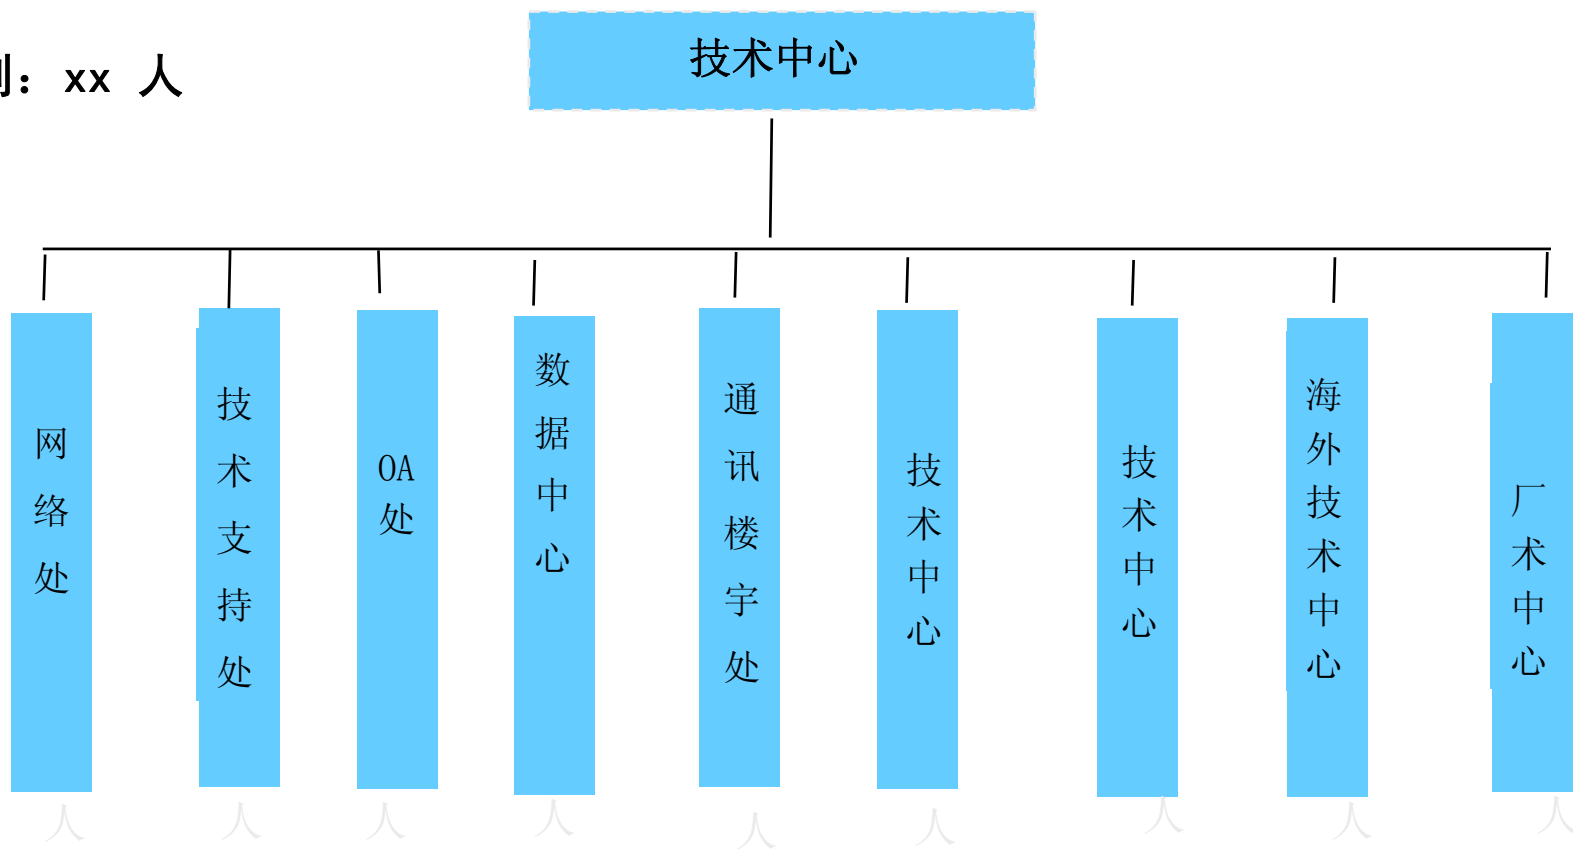 技术中心
：xx 人
网络处
技术支持处
OA处
数据中心
通讯楼宇处
技术中心
技术中心
海外技术中心
厂术中心
人
人
人
人
人
人
人
人
人